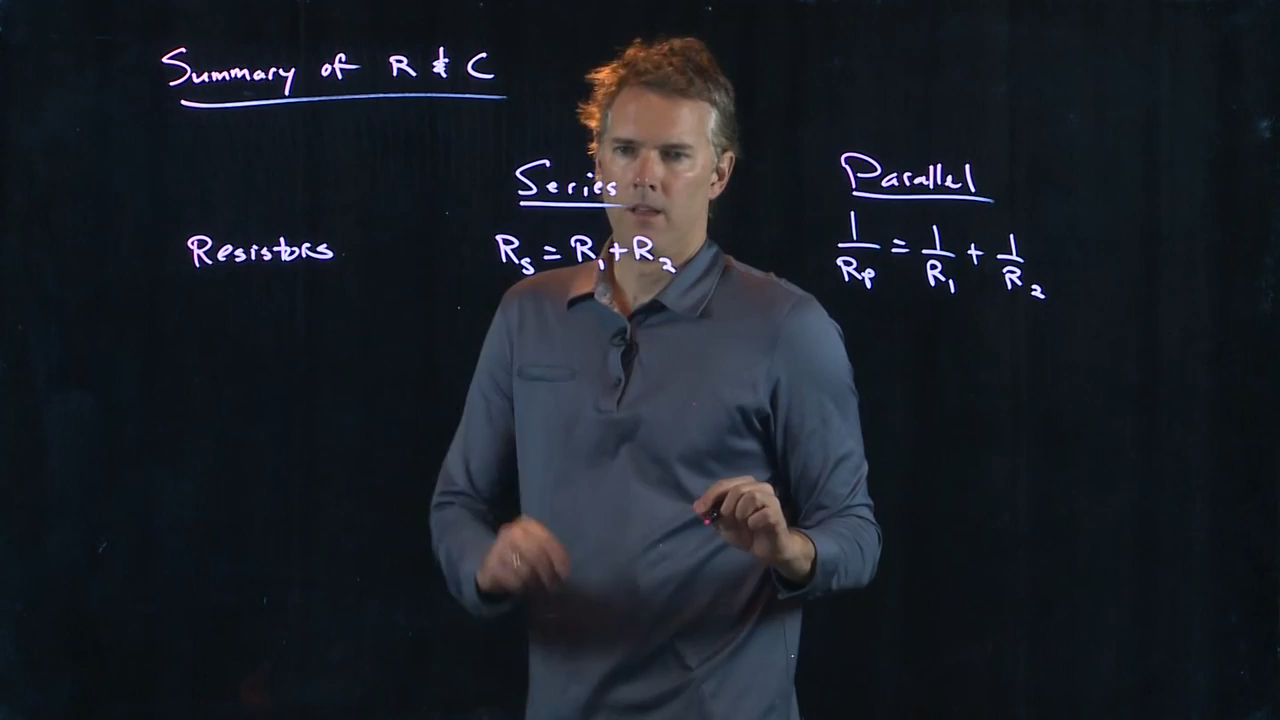 Summary of R & C
Series Parallel
Resistors R_s = R_1 + R_2 1/R_p = 1/R_1 + 1/R_2